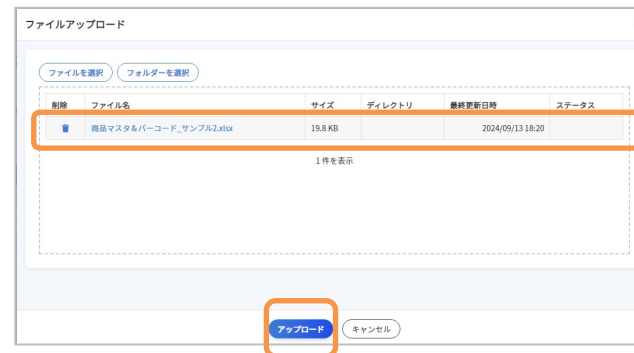 ファイルアップロード
ファイルを選択 フォルダーを選択
削除 ファイル名 サイズ ディレクトリ 最終更新日時 ステータス
商品マスタ&バーコード_サンプル2.xlsx 19.8 KB 2024/09/13 18:20
1 件を表示
アップロード キャンセル